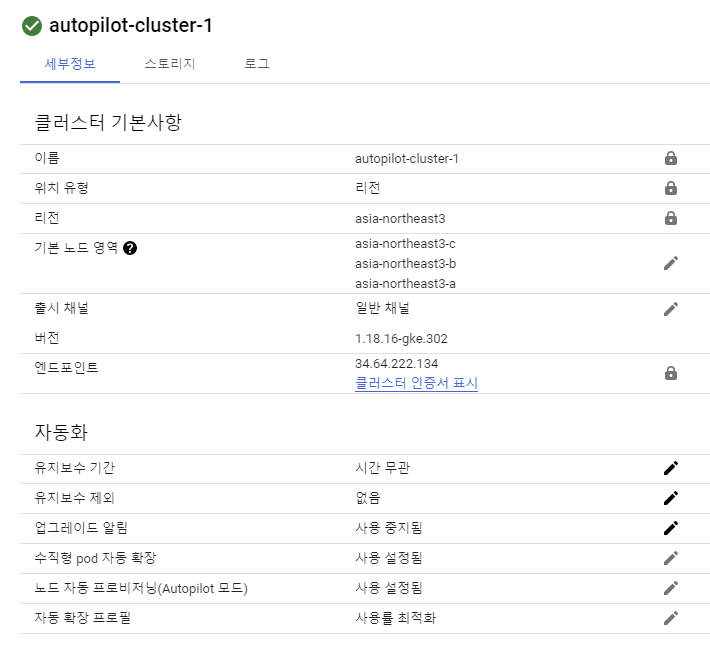 autopilot-cluster-1
세부정보 스토리지 로그
클러스터 기본사항
이름 autopilot-cluster-1
위치 유형 리전
리전 asia-northeast3
기본 노드 영역 ? asia-northeast3-c
asia-northeast3-b
asia-northeast3-a
출시 채널 일반 채널
버전 1.18.16-gke.302
엔드포인트 34.64.222.134
클러스터 인증서 표시
자동화
유지보수 기간 시간 무관
유지보수 제외 없음
업그레이드 알림 사용 중지됨
수직형 pod 자동 확장 사용 설정됨
노드 자동 프로비저닝(Autopilot 모드) 사용 설정됨
자동 확장 프로필 사용률 최적화